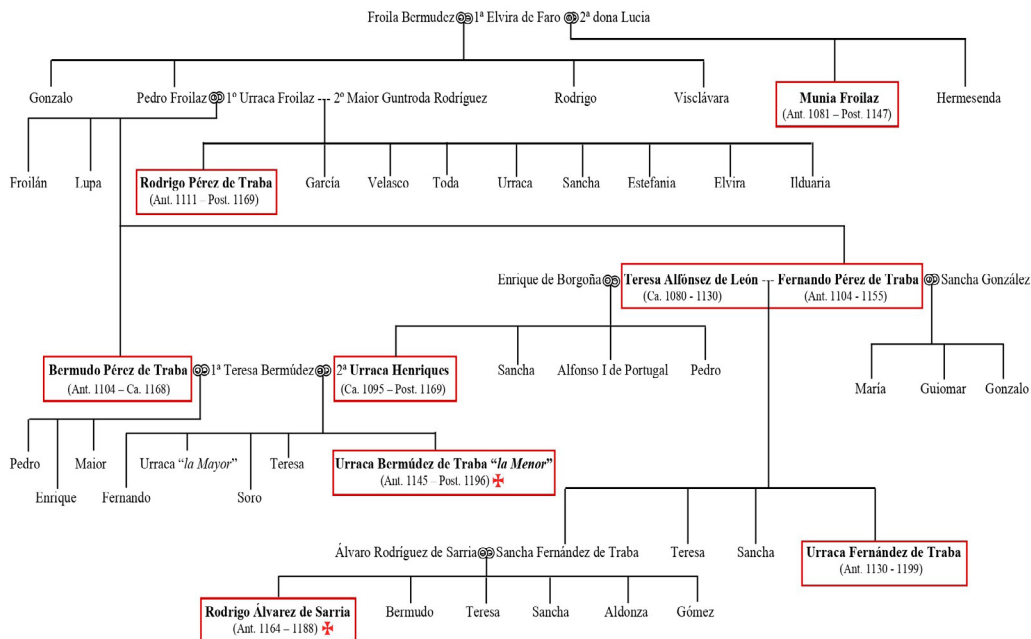 Froila Bermudez 1ª Elvira de Faro 2ª dona Lucia
Gonzalo Pedro Froilaz 1º Urraca Froilaz --- 2º Maior Guntroda Rodríguez Rodrigo Visclávara Munia Froilaz Hermesenda
(Ant. 1081 – Post. 1147)
Froilán Lupa Rodrigo Pérez de Traba García Velasco Toda Urraca Sancha Estefania Elvira Ilduaria
(Ant. 1111 – Post. 1169)
Enrique de Borgoña Teresa Alfónsez de León --- Fernando Pérez de Traba Sancha González
(Ca. 1080 - 1130) (Ant. 1104 - 1155)
Bermudo Pérez de Traba 1ª Teresa Bermúdez 2ª Urraca Henriques Sancha Alfonso I de Portugal Pedro
(Ant. 1104 – Ca. 1168) (Ca. 1095 – Post. 1169)
María Guiomar Gonzalo
Pedro Maior Urraca “la Mayor” Teresa Urraca Bermúdez de Traba “la Menor”
(Ant. 1145 – Post. 1196)
Enrique Fernando Soro
Álvaro Rodríguez de Sarria Sancha Fernández de Traba Teresa Sancha Urraca Fernández de Traba
(Ant. 1130 - 1199)
Rodrigo Álvarez de Sarria Bermudo Teresa Sancha Aldonza Gómez
(Ant. 1164 – 1188)